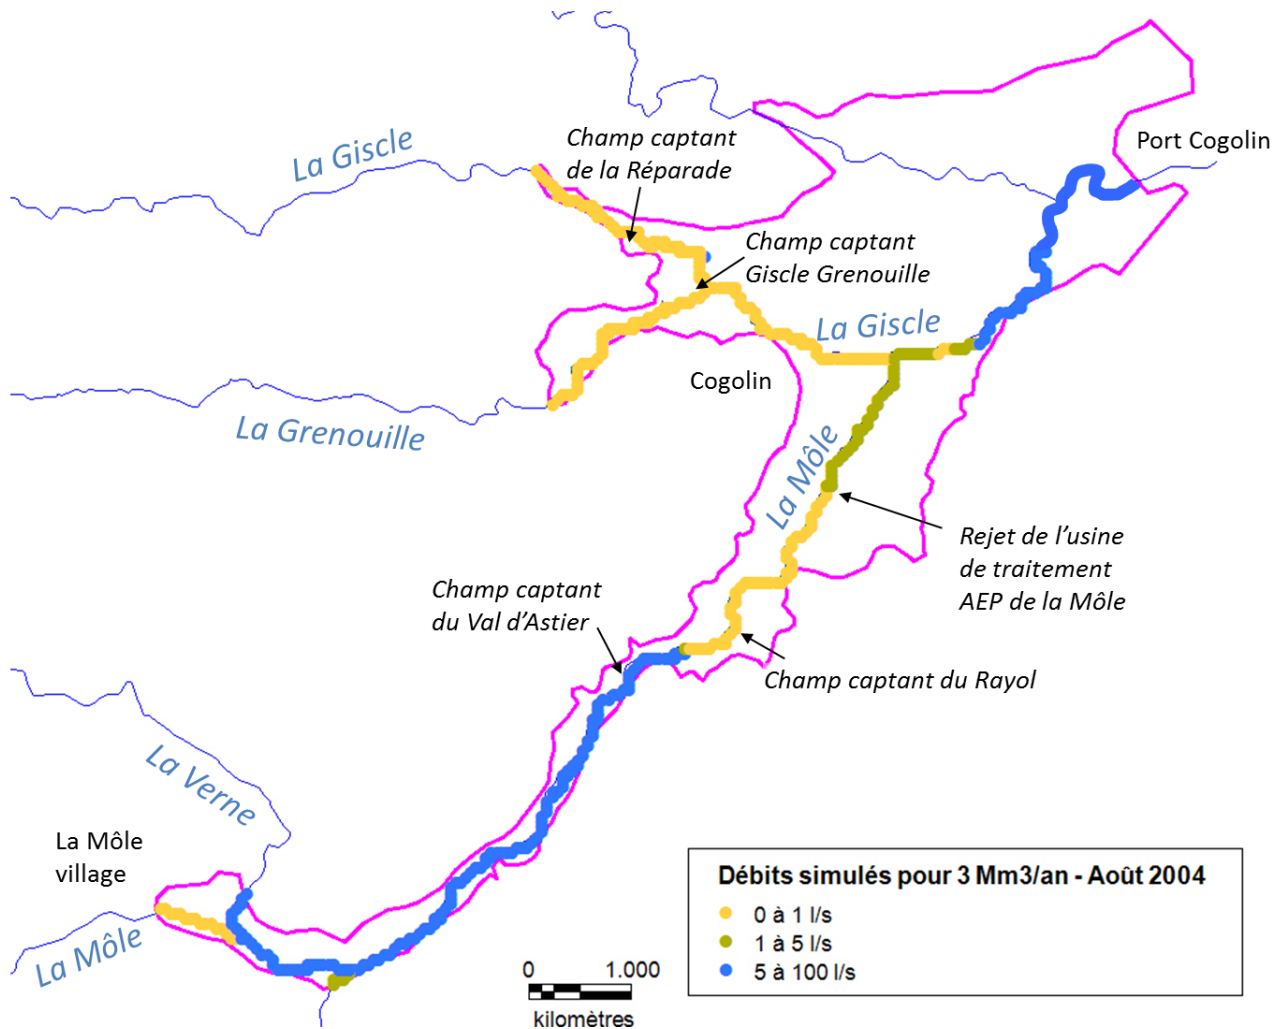 Port Cogolin
Champ captant
de la Réparade
La Giscle
Champ captant
Giscle Grenouille
La Giscle
Cogolin
La Grenouille
La Môle
Rejet de l'usine
de traitement
AEP de la Môle
Champ captant
du Val d'Astier
Champ captant du Rayol
La Verne
La Môle
village
La Môle
Débits simulés pour 3 Mm3/an - Août 2004
0 à 1 l/s
1 à 5 l/s
5 à 100 l/s
0 1.000
kilomètres